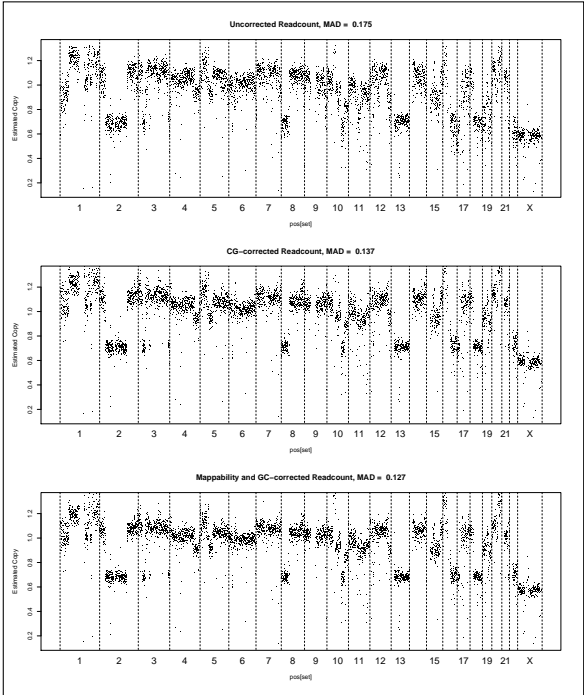 Uncorrected Readcount, MAD = 0.175
Estimated Copy
0.2 0.4 0.6 0.8 1.0 1.2
1 2 3 4 5 6 7 8 9 10 11 12 13 15 17 19 21 X
pos[set]
CG−corrected Readcount, MAD = 0.137
Estimated Copy
0.2 0.4 0.6 0.8 1.0 1.2
1 2 3 4 5 6 7 8 9 10 11 12 13 15 17 19 21 X
pos[set]
Mappability and GC−corrected Readcount, MAD = 0.127
Estimated Copy
0.2 0.4 0.6 0.8 1.0 1.2
1 2 3 4 5 6 7 8 9 10 11 12 13 15 17 19 21 X
pos[set]